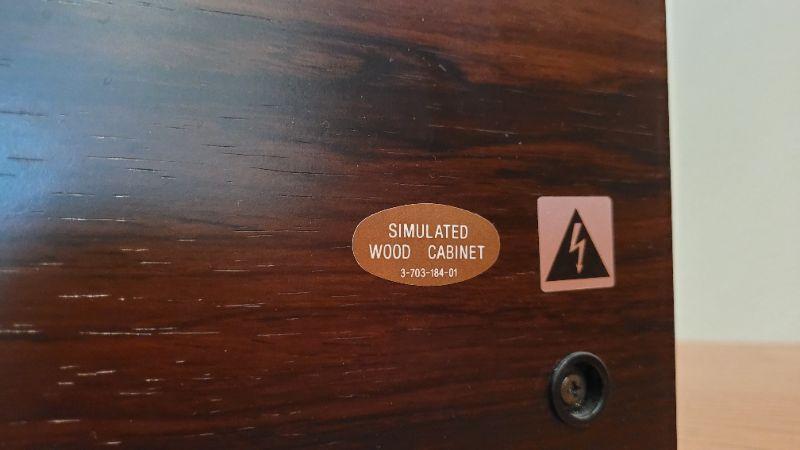 SIMULATED
WOOD CABINET
3-703-184-01